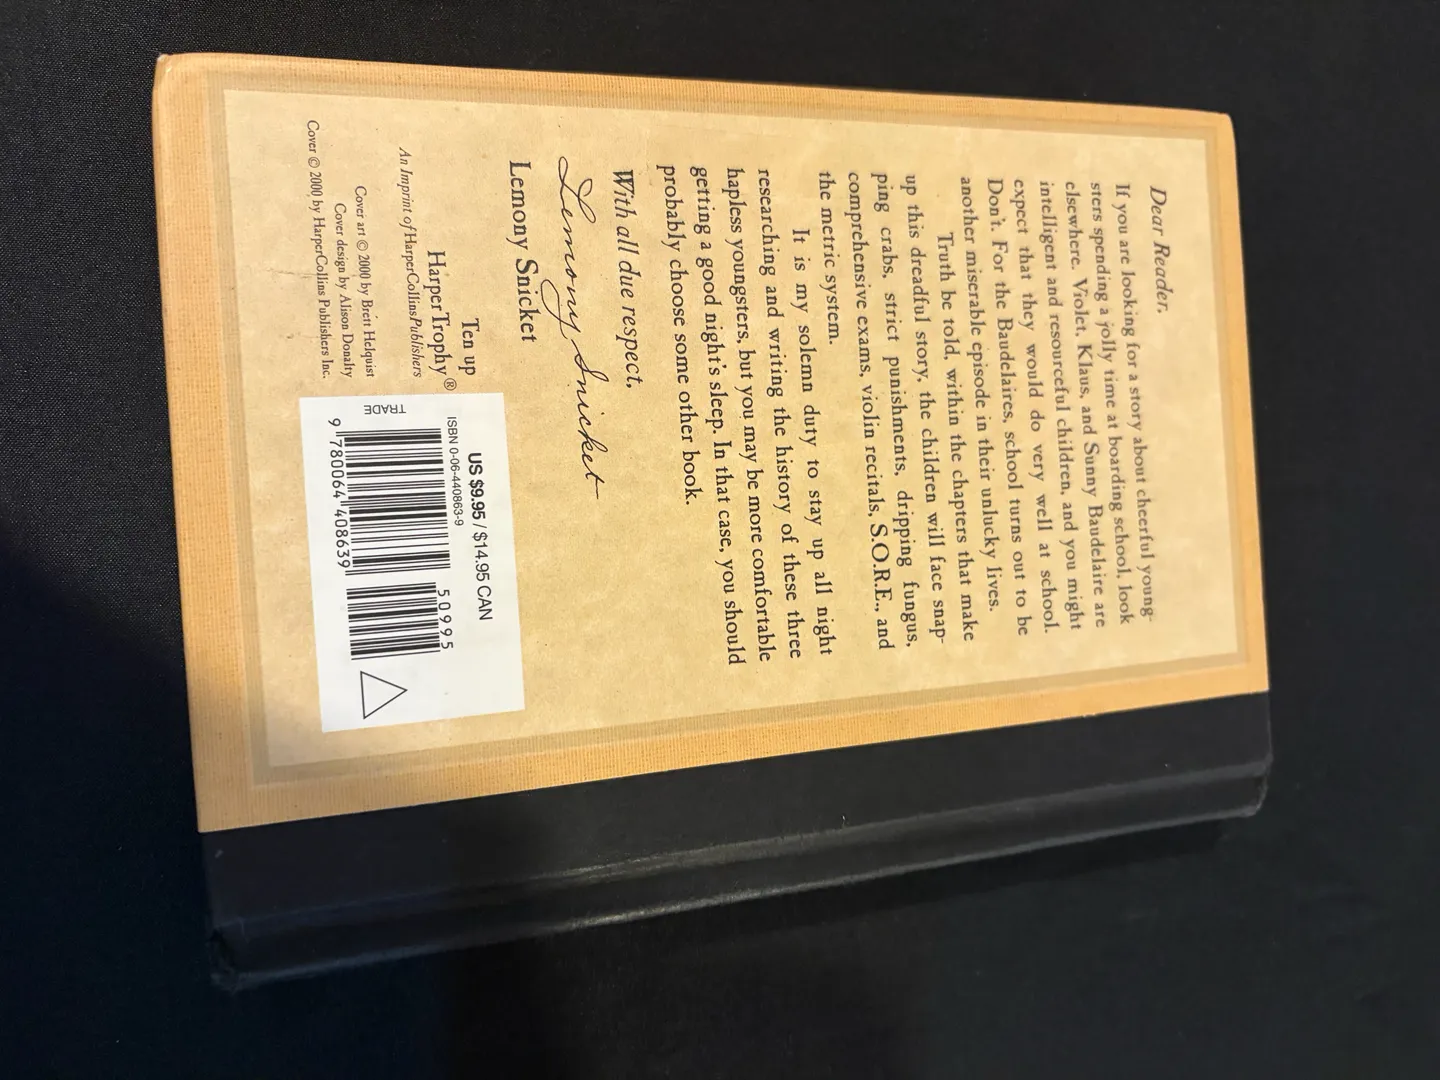 Dear Reader,
If you are looking for a story about cheerful young-
sters spending a jolly time at boarding school, look
elsewhere. Violet, Klaus, and Sunny Baudelaire are
intelligent and resourceful children, and you might
expect that they would do very well at school.
Don't. For the Baudelaires, school turns out to be
another miserable episode in their unlucky lives.
Truth be told, within the chapters that make
up this dreadful story, the children will face snap-
ping crabs, strict punishments, dripping fungus,
comprehensive exams, violin recitals, S.O.R.E., and
the metric system.
It is my solemn duty to stay up all night
researching and writing the history of these three
hapless youngsters, but you may be more comfortable
getting a good night's sleep. In that case, you should
probably choose some other book.
With all due respect,
Lemony Snicket
Lemony Snicket
Ten up
HarperTrophy®
An Imprint of HarperCollinsPublishers
Cover art © 2000 by Brett Helquist
Cover design by Alison Donalty
Cover © 2000 by HarperCollins Publishers Inc.
US $9.95 / $14.95 CAN
ISBN 0-06-440863-9
50995
TRADE
9 780064 408639